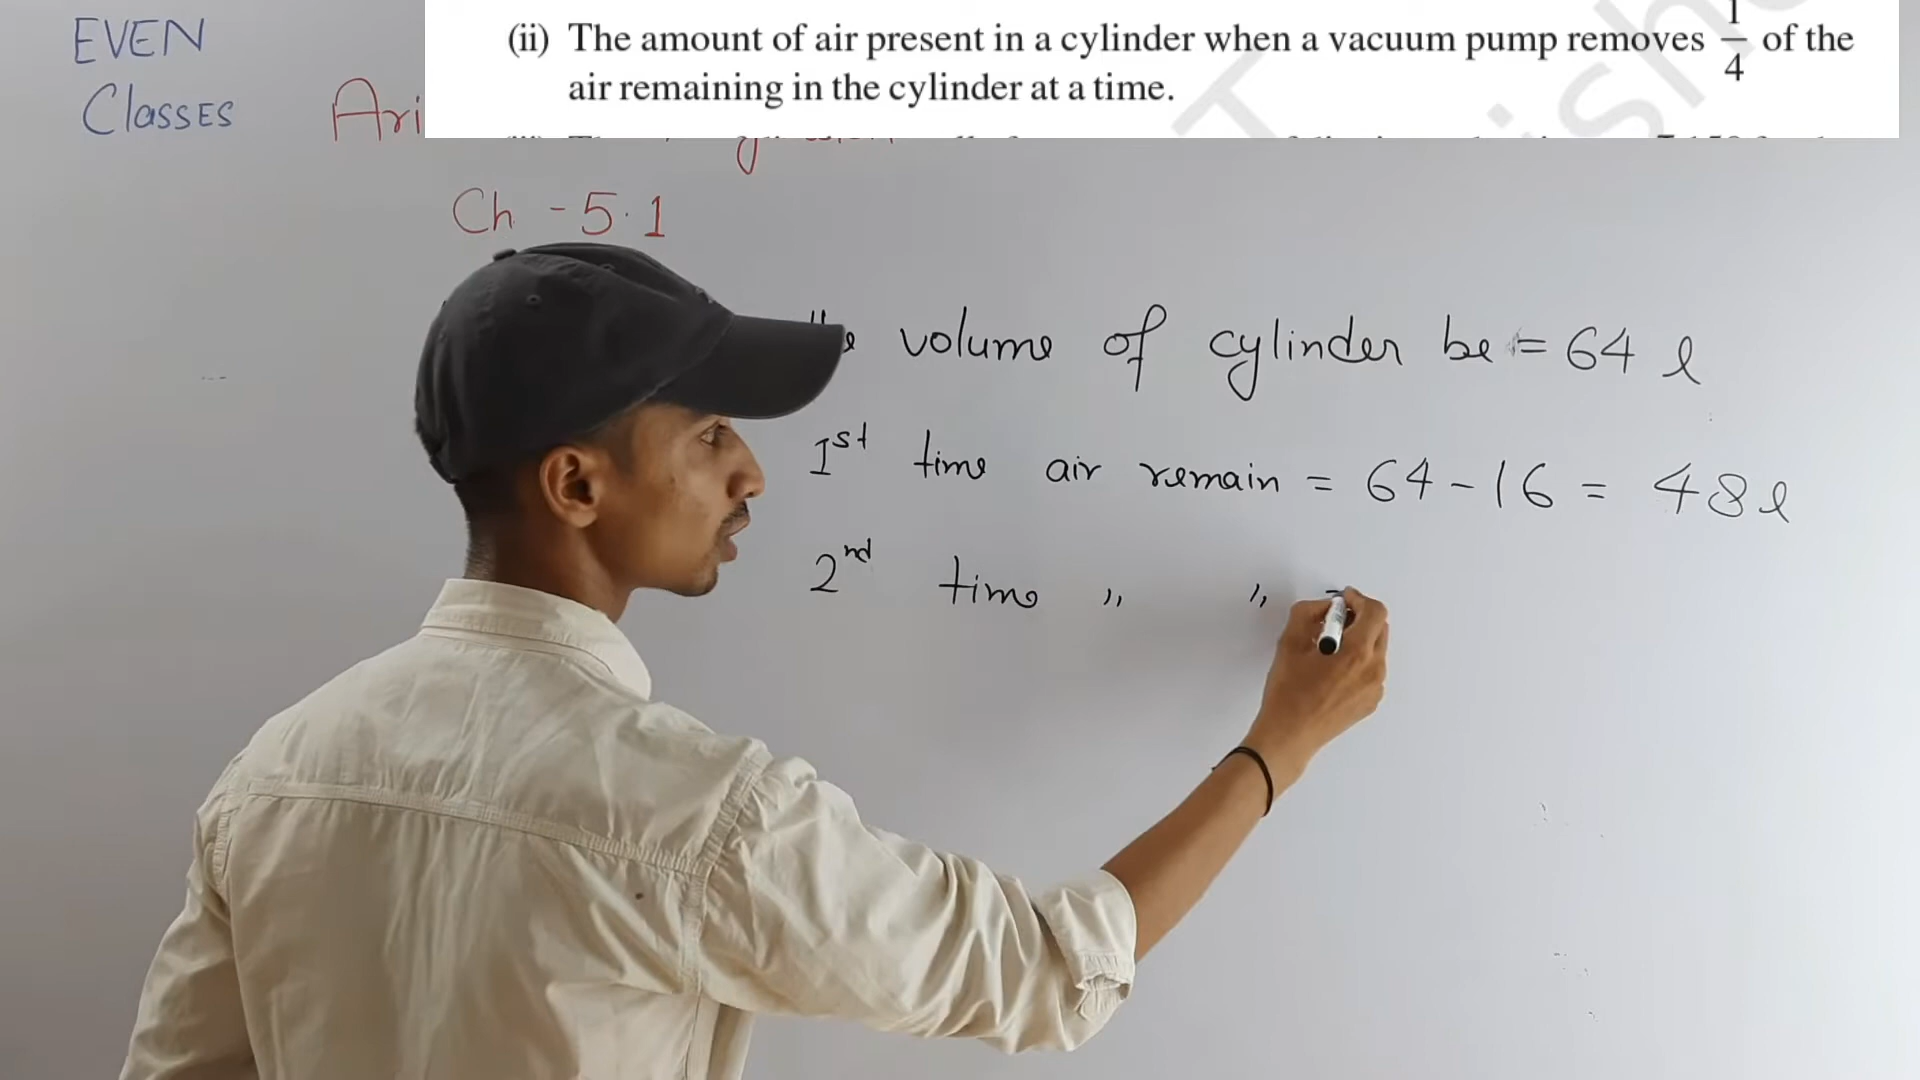 EVEN
Classes
(ii) The amount of air present in a cylinder when a vacuum pump removes 1/4 of the
air remaining in the cylinder at a time.
Ch - 5.1
volume of cylinder be = 64 l
1st time air remain = 64 - 16 = 48 l
2nd time " "